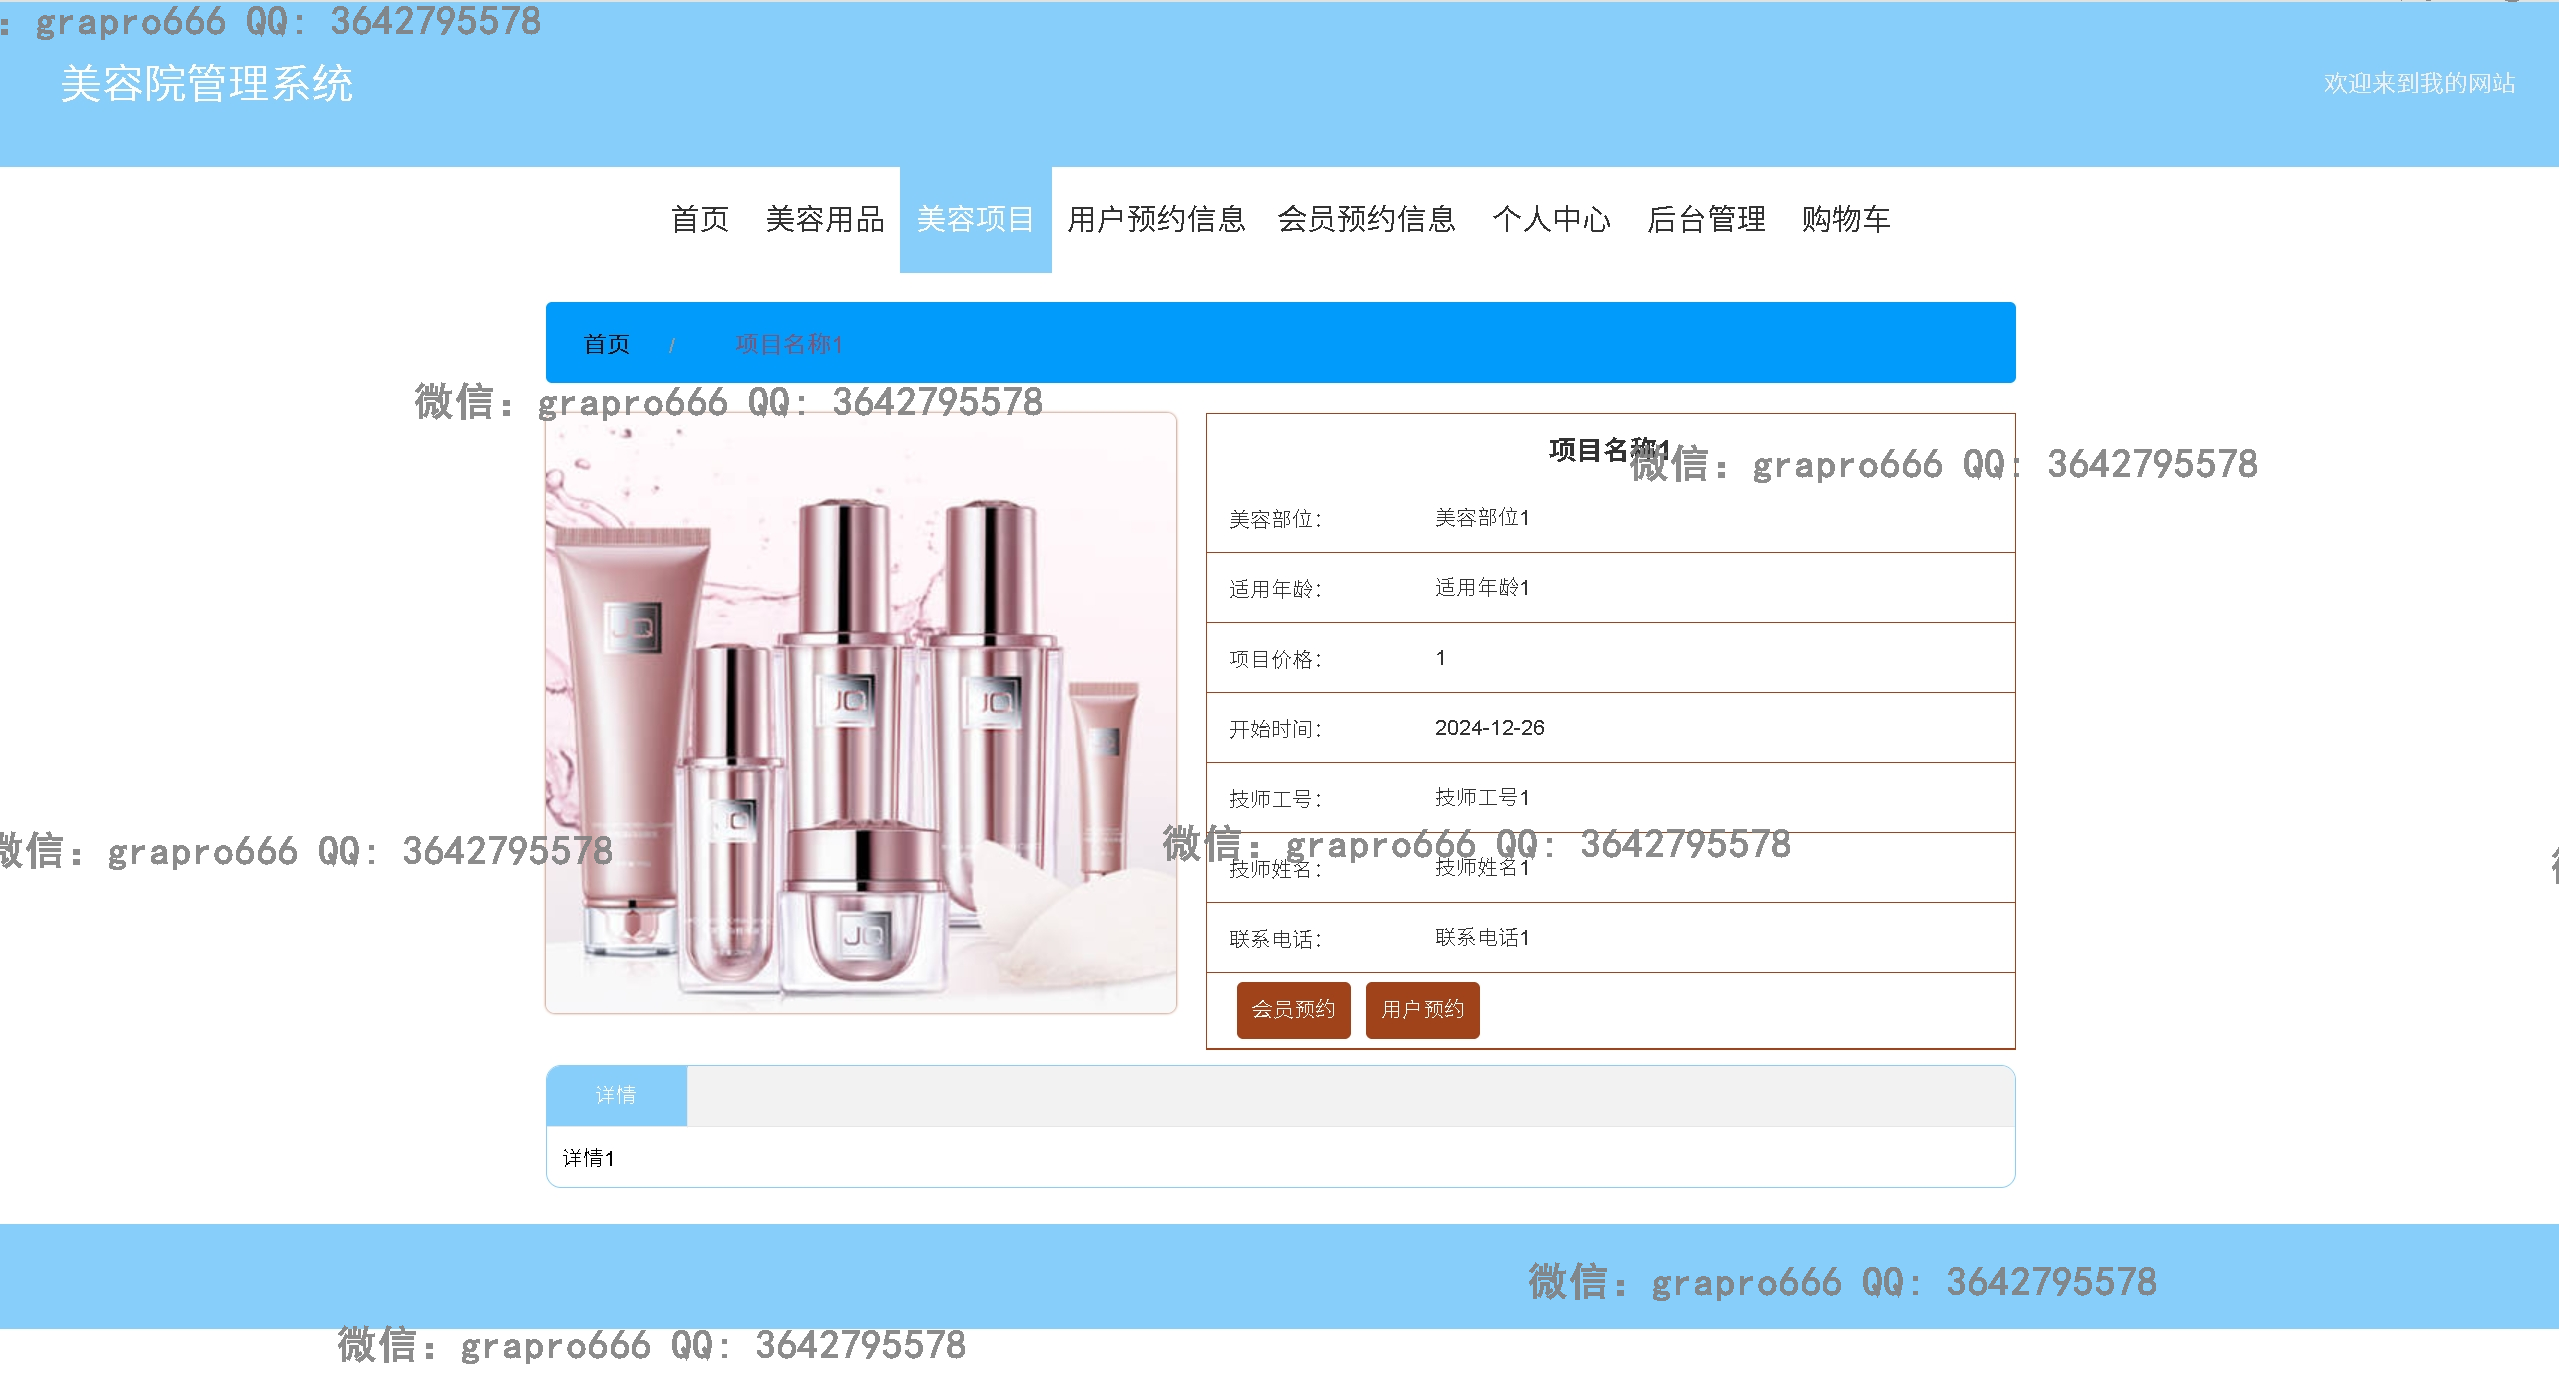 ：grapro666 QQ: 3642795578
美容院管理系统
欢迎来到我的网站
首页 美容用品 美容项目 用户预约信息 会员预约信息 个人中心 后台管理 购物车
首页 / 项目名称1
微信：grapro666 QQ: 3642795578
项目名称1
微信：grapro666 QQ: 3642795578
美容部位： 美容部位1
适用年龄： 适用年龄1
项目价格： 1
开始时间： 2024-12-26
技师工号： 技师工号1
微信：grapro666 QQ: 3642795578
微信：grapro666 QQ: 3642795578
技师姓名： 技师姓名1
联系电话： 联系电话1
JQ
JQ
JQ
JQ
JQ
会员预约 用户预约
详情
详情1
微信：grapro666 QQ: 3642795578
微信：grapro666 QQ: 3642795578